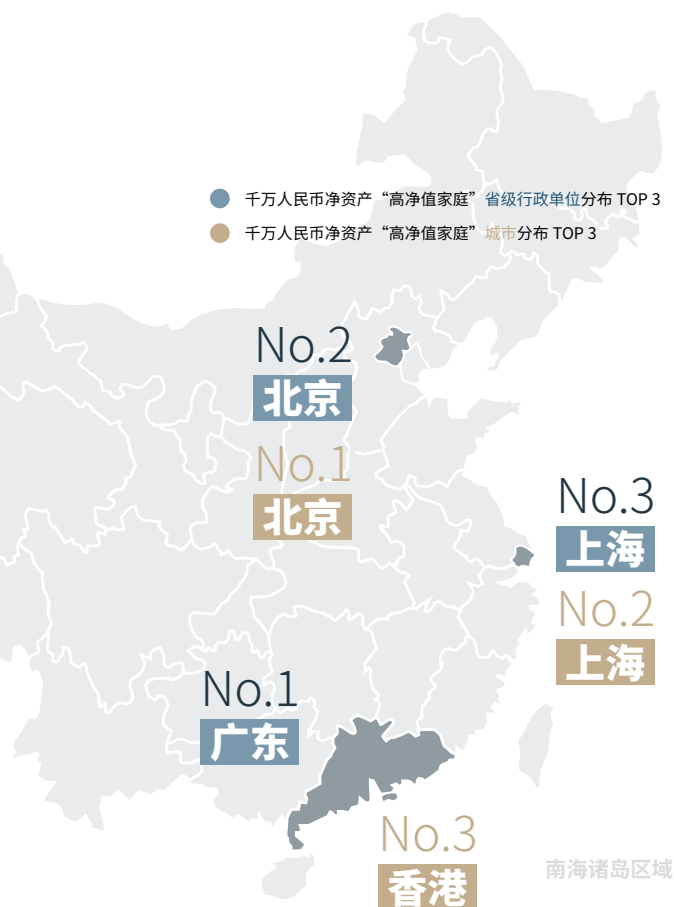 千万人民币净资产“高净值家庭”省级行政单位分布 TOP 3
千万人民币净资产“高净值家庭”城市分布 TOP 3
No.2
北京
No.1
北京
No.3
上海
No.2
上海
No.1
广东
No.3
香港
南海诸岛区域